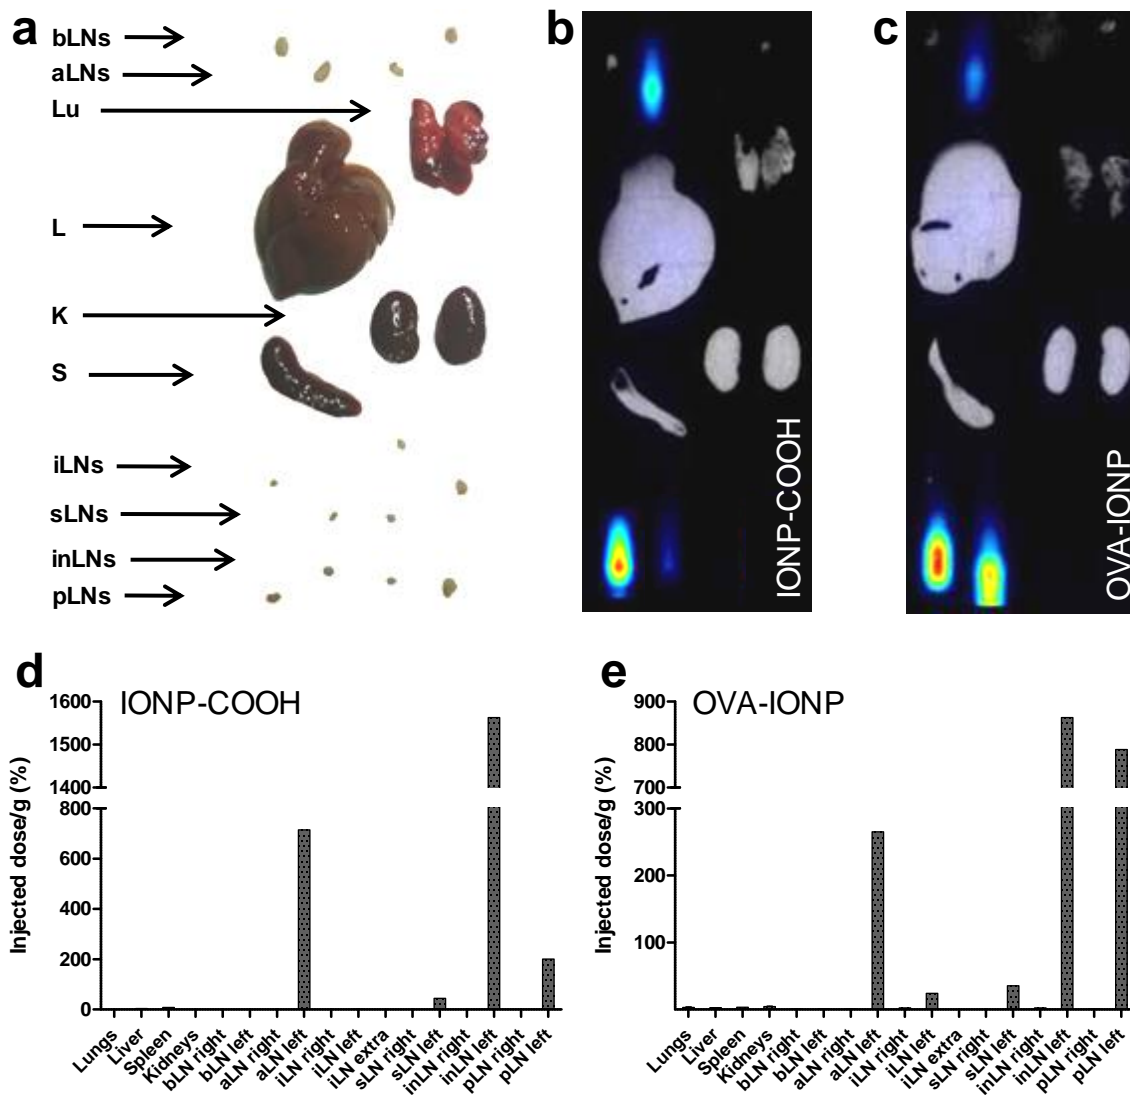 a
bLNs
aLNs
Lu
L
K
S
iLNs
sLNs
inLNs
pLNs
b
IONP-COOH
c
OVA-IONP
d
IONP-COOH
Injected dose/g (%)
1600
1500
1400
800
600
400
200
0
Lungs
Liver
Spleen
Kidneys
bLN right
bLN left
aLN right
aLN left
iLN right
iLN left
iLN extra
sLN right
sLN left
inLN right
inLN left
pLN right
pLN left
e
OVA-IONP
Injected dose/g (%)
900
800
700
300
200
100
Lungs
Liver
Spleen
Kidneys
bLN right
bLN left
aLN right
aLN left
iLN right
iLN left
iLN extra
sLN right
sLN left
inLN right
inLN left
pLN right
pLN left